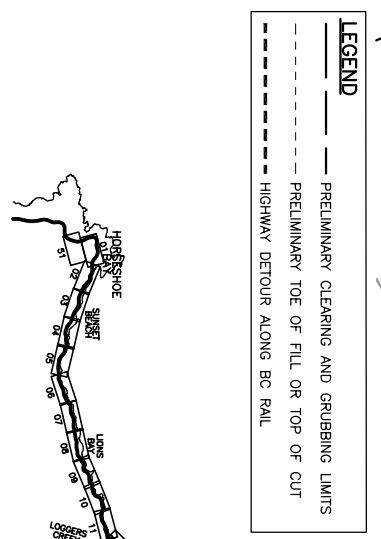 LEGEND
PRELIMINARY CLEARING AND GRUBBING LIMITS
PRELIMINARY TOE OF FILL OR TOP OF CUT
HIGHWAY DETOUR ALONG BC RAIL
HORSESHOE
BAY
01
51
02
03
SUNSET
BEACH
04
05
06
07
LIONS
BAY
08
09
10
11
LOGGERS
CREEK